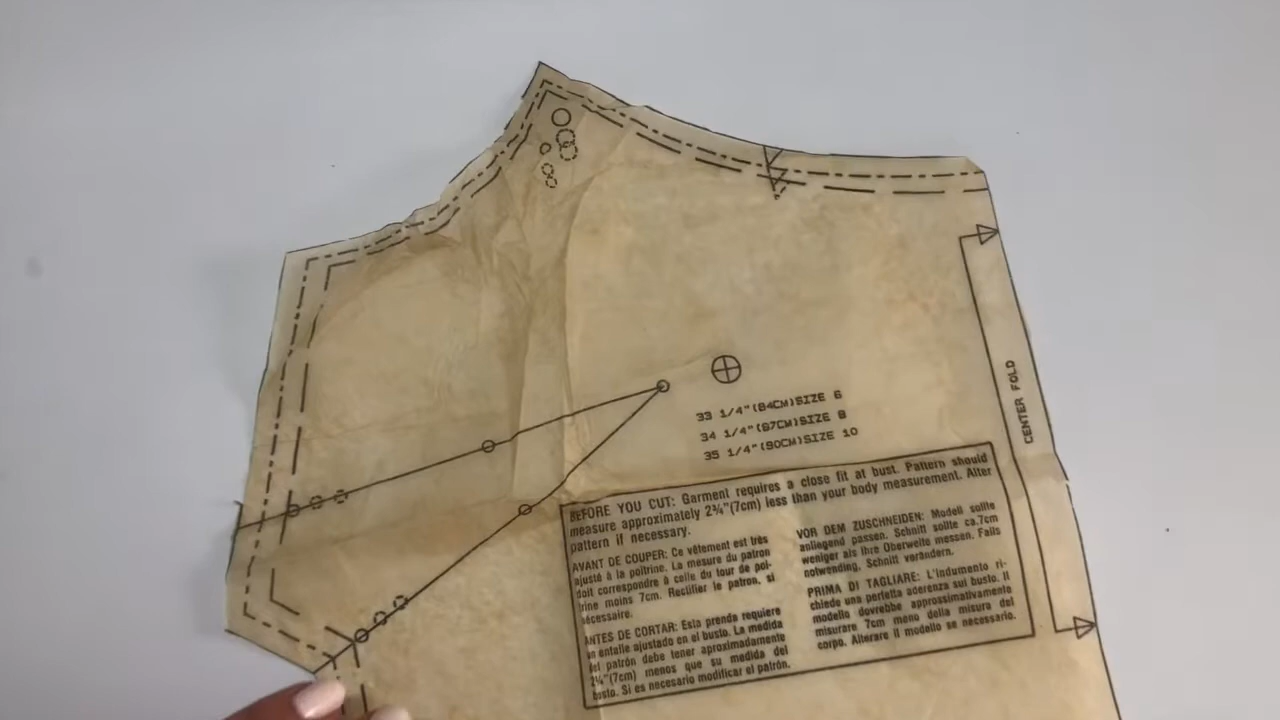 33 1/4"(84CM)SIZE 6
34 1/4"(87CM)SIZE 8
35 1/4"(90CM)SIZE 10
CENTER FOLD
BEFORE YOU CUT: Garment requires a close fit at bust. Pattern should
measure approximately 2¾"(7cm) less than your body measurement. Alter
pattern if necessary.
AVANT DE COUPER: Ce vêtement est très
ajusté à la poitrine. La mesure du patron
doit correspondre à celle du tour de poi-
trine moins 7cm. Rectifier le patron, si
nécessaire.
ANTES DE CORTAR: Esta prenda requiere
un entalle ajustado en el busto. La medida
del patrón debe tener aproximadamente
2¾"(7cm) menos que su medida del
busto. Si es necesario modificar el patrón.
VOR DEM ZUSCHNEIDEN: Modell sollte
anliegend passen. Schnitt sollte ca.7cm
weniger als Ihre Oberweite messen. Falls
notwendig, Schnitt verändern.
PRIMA DI TAGLIARE: L'indumento ri-
chiede una perfetta aderenza sul busto. Il
modello dovrebbe approssimativamento
misurare 7cm meno della misura del
corpo. Alterare il modello se necessario.